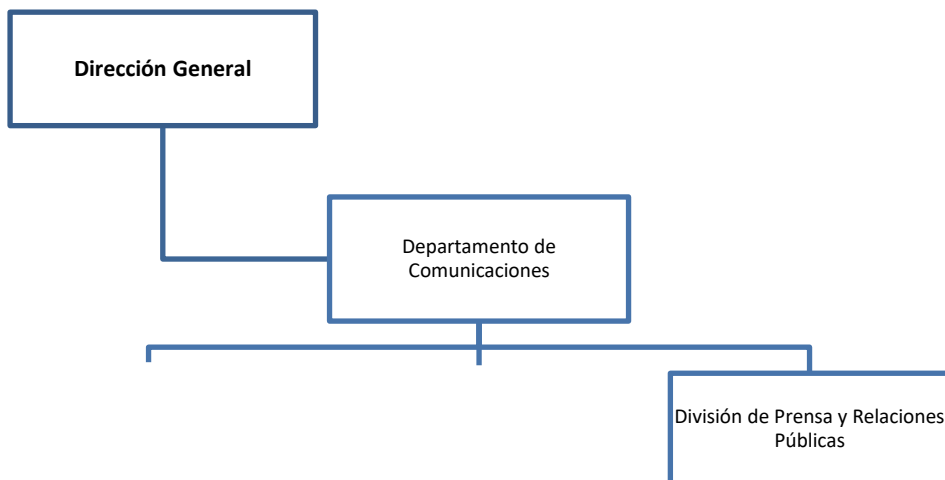 Dirección General
Departamento de
Comunicaciones
División de Prensa y Relaciones
Públicas